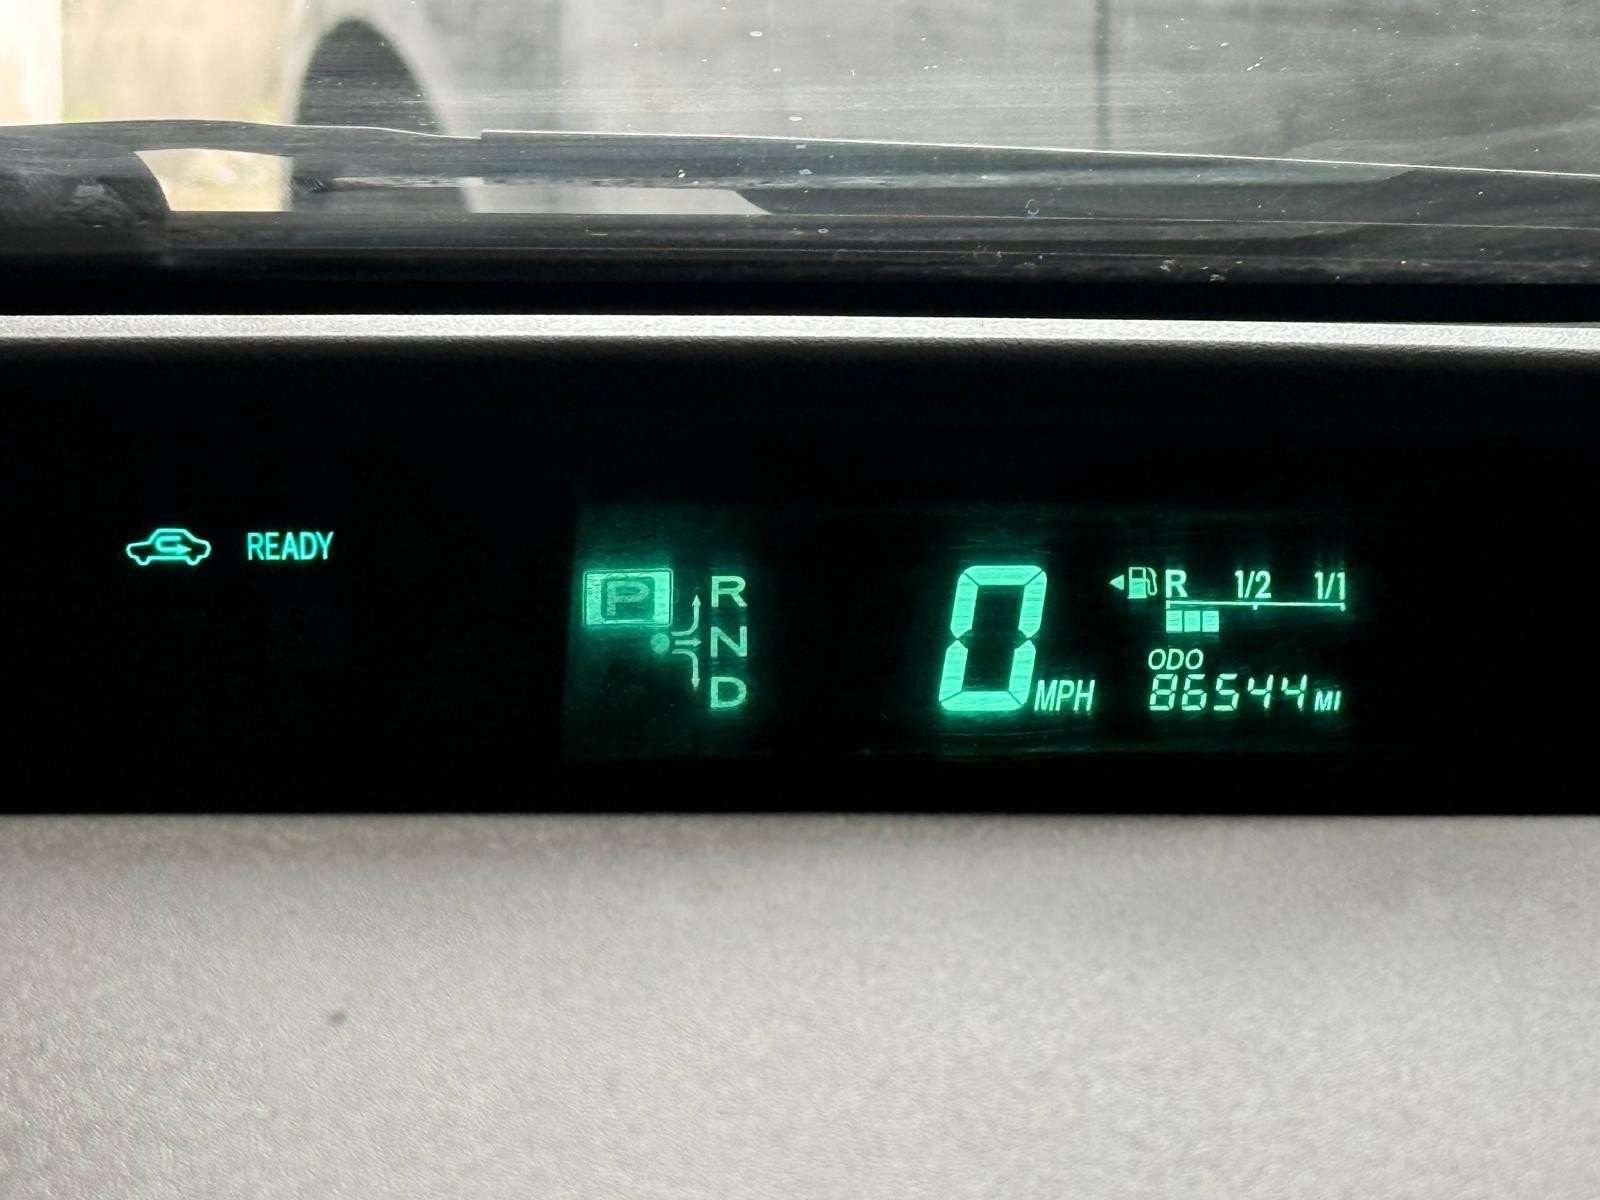 READY
P
R
N
D
0 MPH
R 1/2 1/1
ODO
86544 MI